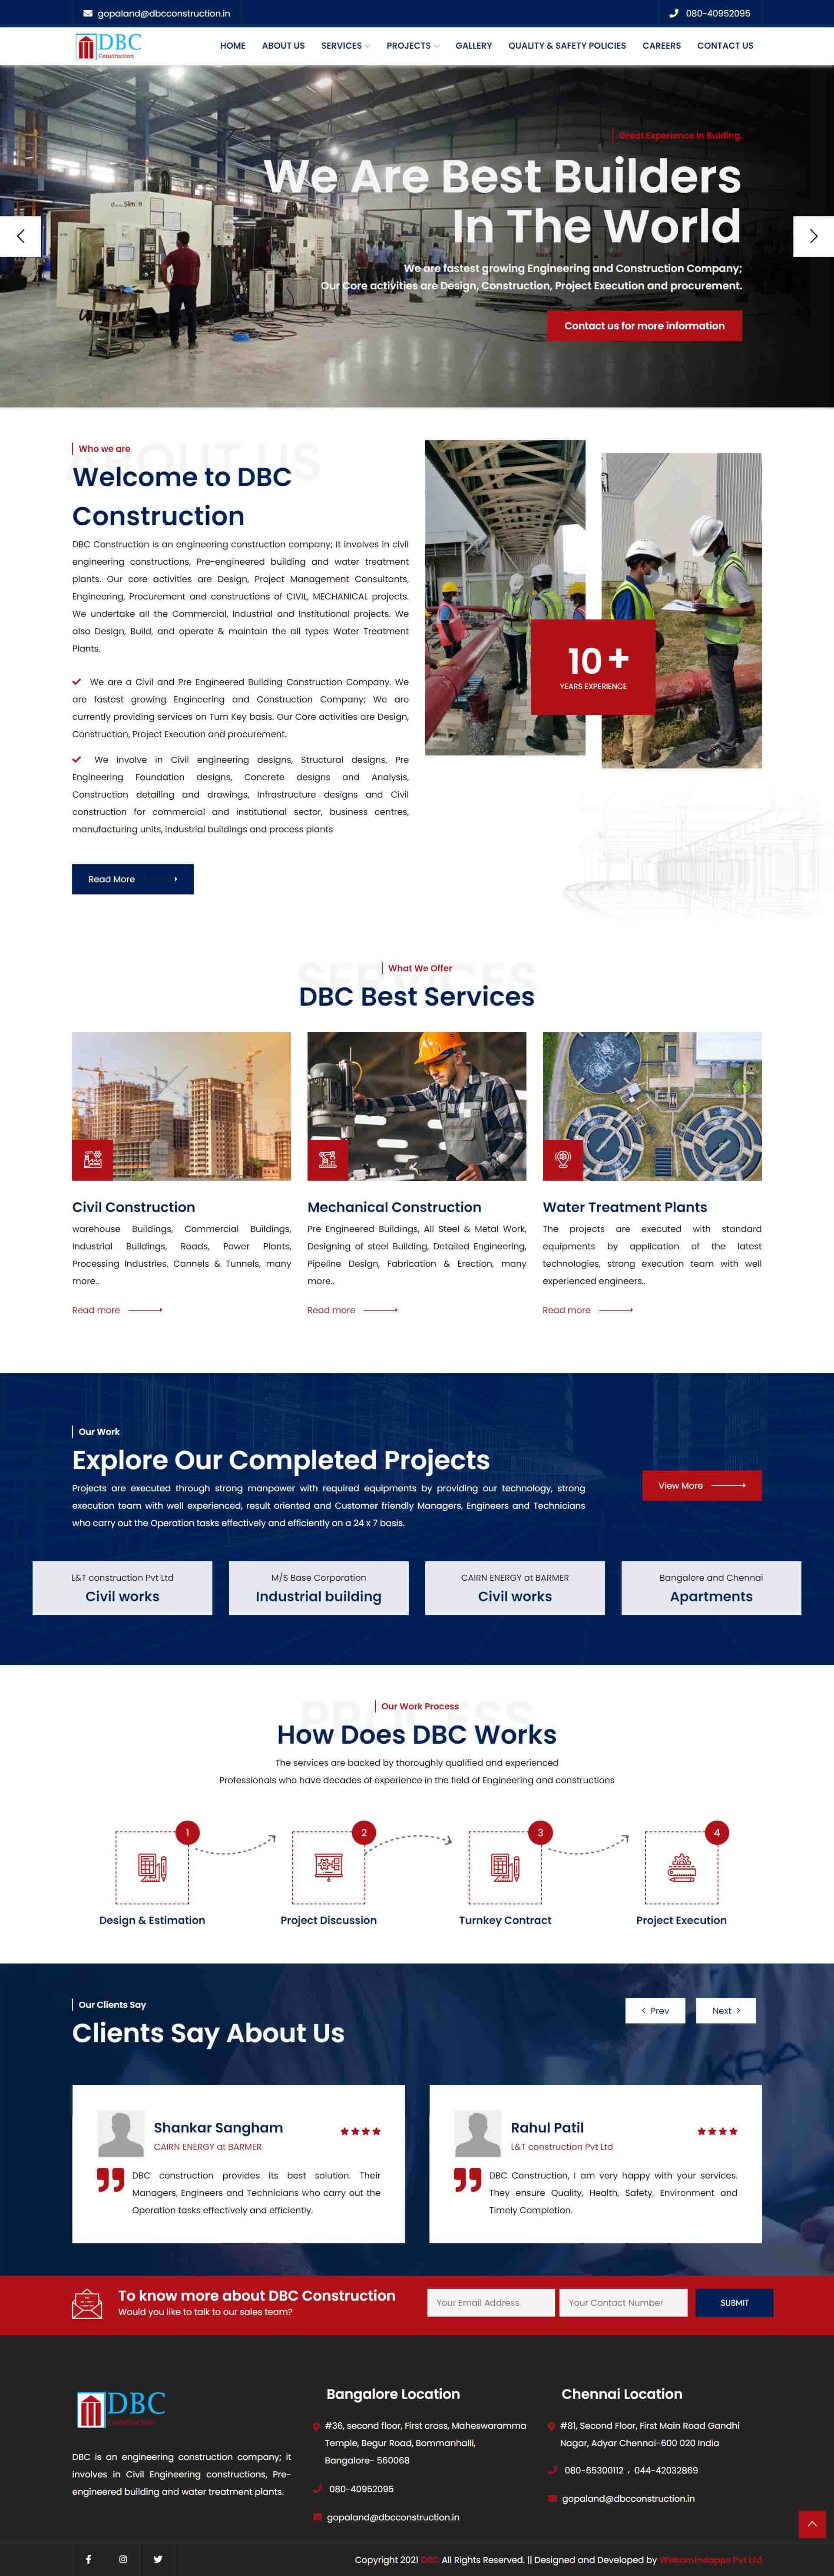 gopaland@dbcconstruction.in
080-40952095
DBC
Construction
HOME ABOUT US SERVICES PROJECTS GALLERY QUALITY & SAFETY POLICIES CAREERS CONTACT US
Great Experience In Bulding.
We Are Best Builders
In The World
We are fastest growing Engineering and Construction Company;
Our Core activities are Design, Construction, Project Execution and procurement.
Contact us for more information
ABOUT US
Who we are
Welcome to DBC
Construction
DBC Construction is an engineering construction company; It involves in civil
engineering constructions, Pre-engineered building and water treatment
plants. Our core activities are Design, Project Management Consultants,
Engineering, Procurement and constructions of CIVIL, MECHANICAL projects.
We undertake all the Commercial, Industrial and Institutional projects. We
also Design, Build, and operate & maintain the all types Water Treatment
Plants.
We are a Civil and Pre Engineered Building Construction Company. We
are fastest growing Engineering and Construction Company; We are
currently providing services on Turn Key basis. Our Core activities are Design,
Construction, Project Execution and procurement.
We involve in Civil engineering designs, Structural designs, Pre
Engineering Foundation designs, Concrete designs and Analysis,
Construction detailing and drawings, Infrastructure designs and Civil
construction for commercial and institutional sector, business centres,
manufacturing units, industrial buildings and process plants
Read More
10+
YEARS EXPERIENCE
SERVICES
What We Offer
DBC Best Services
Civil Construction
warehouse Buildings, Commercial Buildings,
Industrial Buildings, Roads, Power Plants,
Processing Industries, Cannels & Tunnels, many
more..
Read more
Mechanical Construction
Pre Engineered Buildings, All Steel & Metal Work,
Designing of steel Building, Detailed Engineering,
Pipeline Design, Fabrication & Erection, many
more..
Read more
Water Treatment Plants
The projects are executed with standard
equipments by application of the latest
technologies, strong execution team with well
experienced engineers..
Read more
Our Work
Explore Our Completed Projects
Projects are executed through strong manpower with required equipments by providing our technology, strong
execution team with well experienced, result oriented and Customer friendly Managers, Engineers and Technicians
who carry out the Operation tasks effectively and efficiently on a 24 x 7 basis.
View More
L&T construction Pvt Ltd
Civil works
M/S Base Corporation
Industrial building
CAIRN ENERGY at BARMER
Civil works
Bangalore and Chennai
Apartments
PROCESS
Our Work Process
How Does DBC Works
The services are backed by thoroughly qualified and experienced
Professionals who have decades of experience in the field of Engineering and constructions
1
Design & Estimation
2
Project Discussion
3
Turnkey Contract
4
Project Execution
Our Clients Say
Clients Say About Us
Prev
Next
Shankar Sangham
CAIRN ENERGY at BARMER
DBC construction provides its best solution. Their
Managers, Engineers and Technicians who carry out the
Operation tasks effectively and efficiently.
Rahul Patil
L&T construction Pvt Ltd
DBC Construction, I am very happy with your services.
They ensure Quality, Health, Safety, Environment and
Timely Completion.
To know more about DBC Construction
Would you like to talk to our sales team?
Your Email Address
Your Contact Number
SUBMIT
DBC
Construction
DBC is an engineering construction company; it
involves in Civil Engineering constructions, Pre-
engineered building and water treatment plants.
Bangalore Location
#36, second floor, First cross, Maheswaramma
Temple, Begur Road, Bommanhalli,
Bangalore- 560068
080-40952095
gopaland@dbcconstruction.in
Chennai Location
#81, Second Floor, First Main Road Gandhi
Nagar, Adyar Chennai-600 020 India
080-65300112 , 044-42032869
gopaland@dbcconstruction.in
Copyright 2021 DBC All Rights Reserved. || Designed and Developed by Webomindapps Pvt Ltd